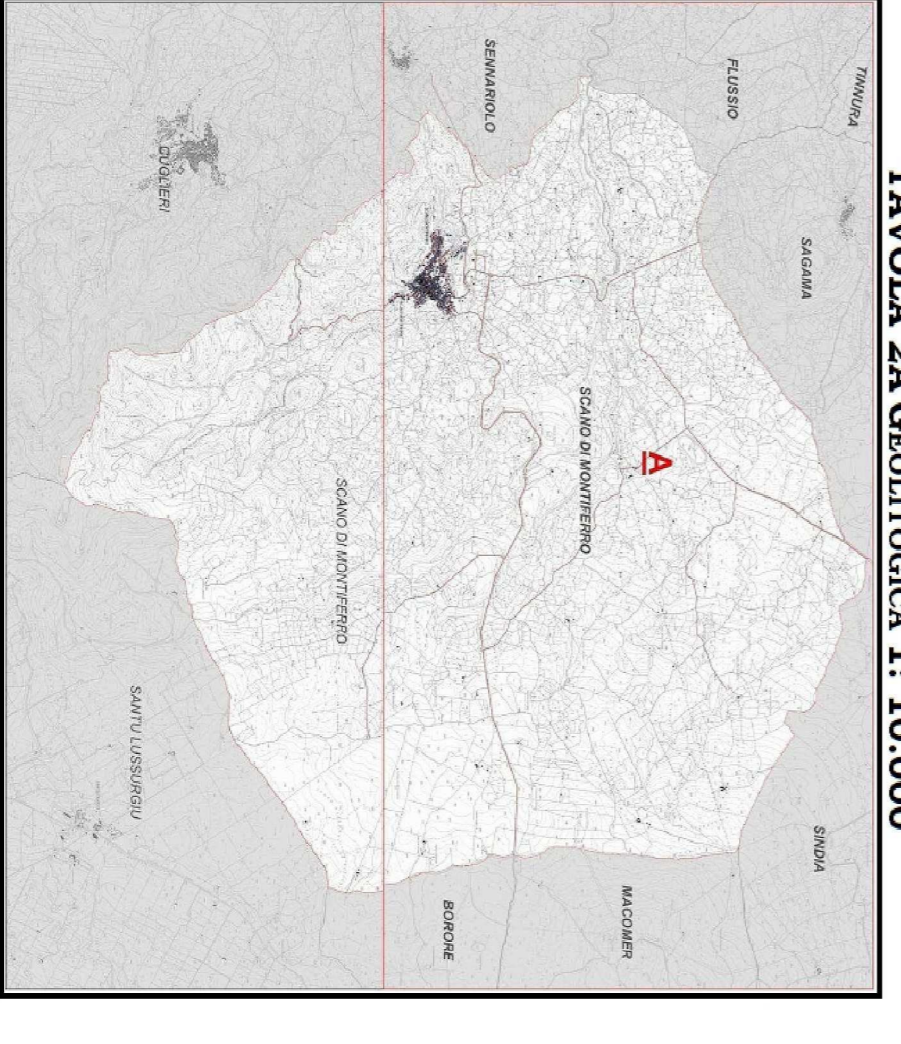 TAVOLA 2A GEOLITOGICA 1: 10.000
TINNURA
SINDIA
SAGAMA
FLUSSIO
A
MACOMER
SCANO DI MONTIFERRO
SENNARIOLO
BORORE
SCANO DI MONTIFERRO
CUGLIERI
SANTU LUSSURGIU